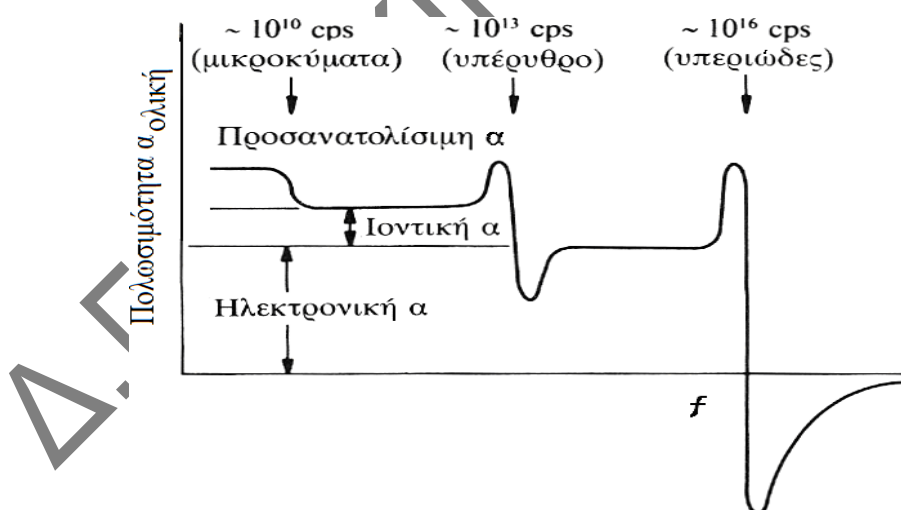 ~ 10¹⁰ cps
(μικροκύματα)
~ 10¹³ cps
(υπέρυθρο)
~ 10¹⁶ cps
(υπεριώδες)
Πολωσιμότητα α ολική
Προσανατολίσιμη α
Ιοντική α
Ηλεκτρονική α
f